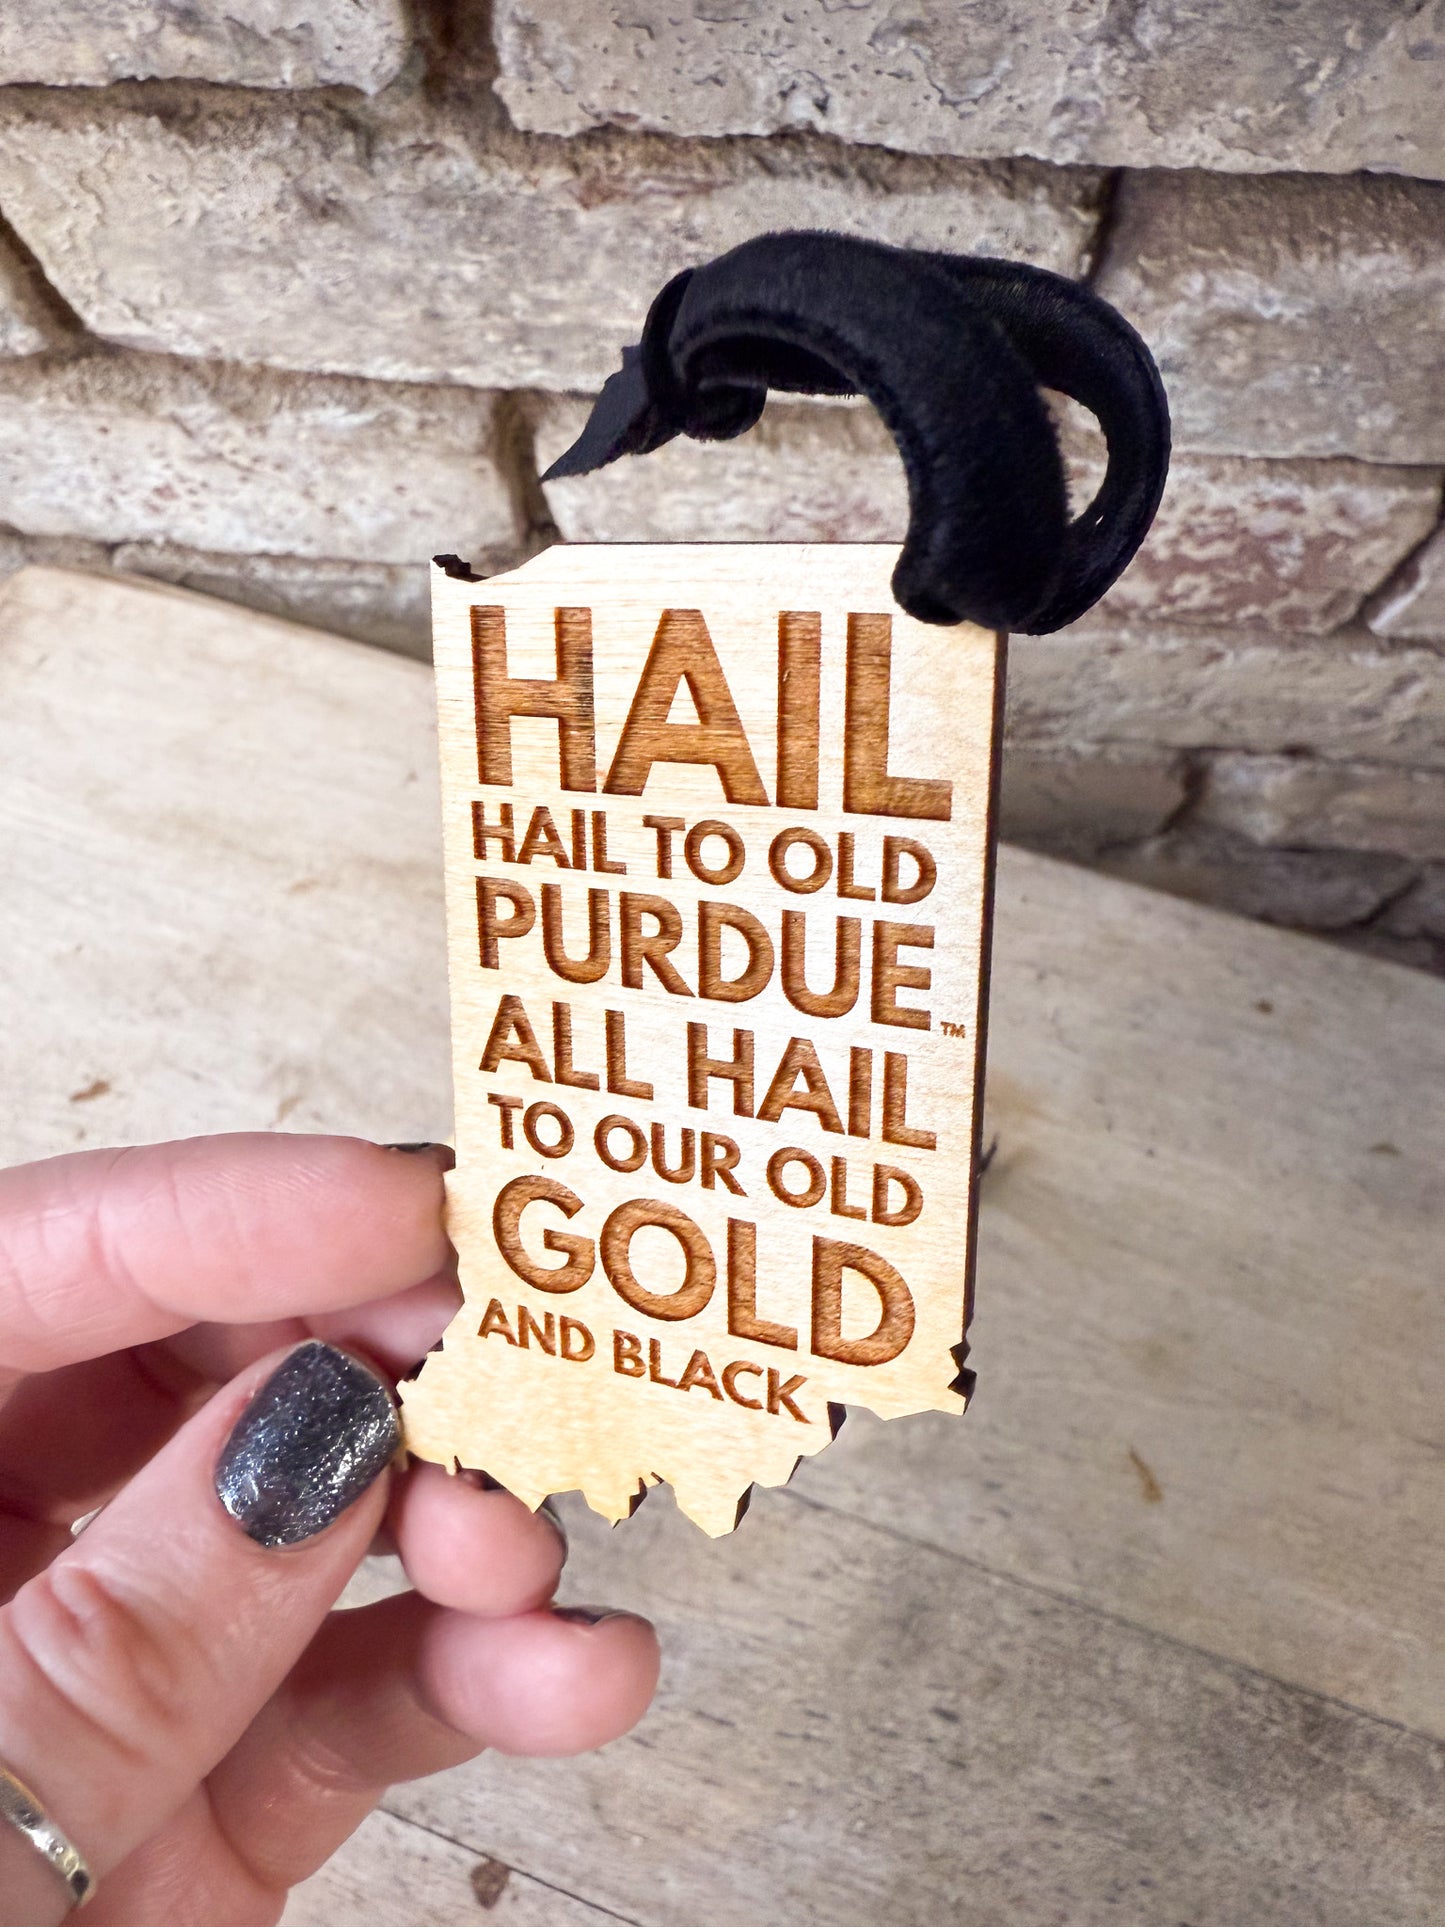 HAIL
HAIL TO OLD
PURDUE™
ALL HAIL
TO OUR OLD
GOLD
AND BLACK